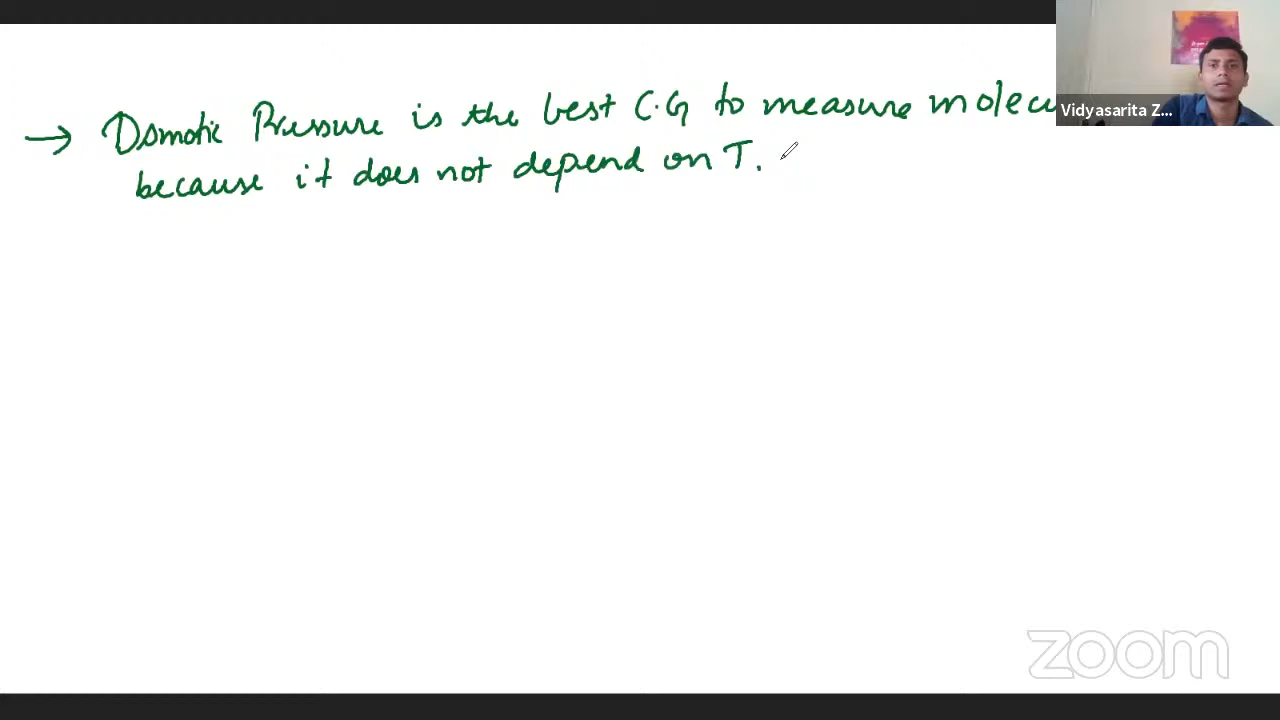 → Osmotic Pressure is the best C.G to measure molecu
because it does not depend on T.
Vidyasarita Z...
zoom